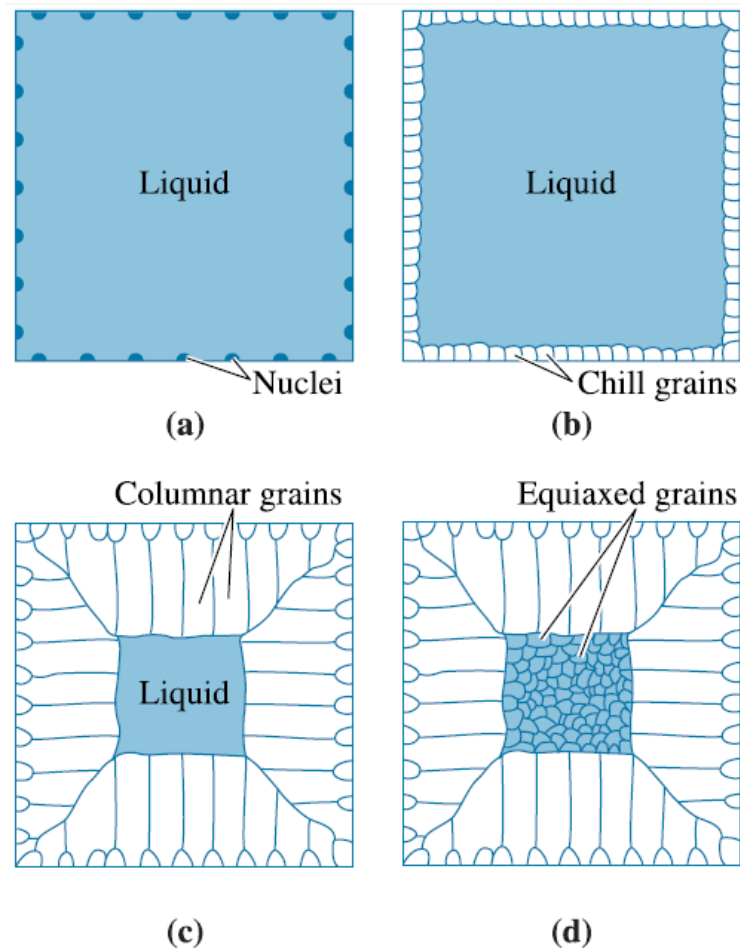 Liquid
Liquid
Nuclei
Chill grains
(a)
(b)
Columnar grains
Equiaxed grains
Liquid
(c)
(d)